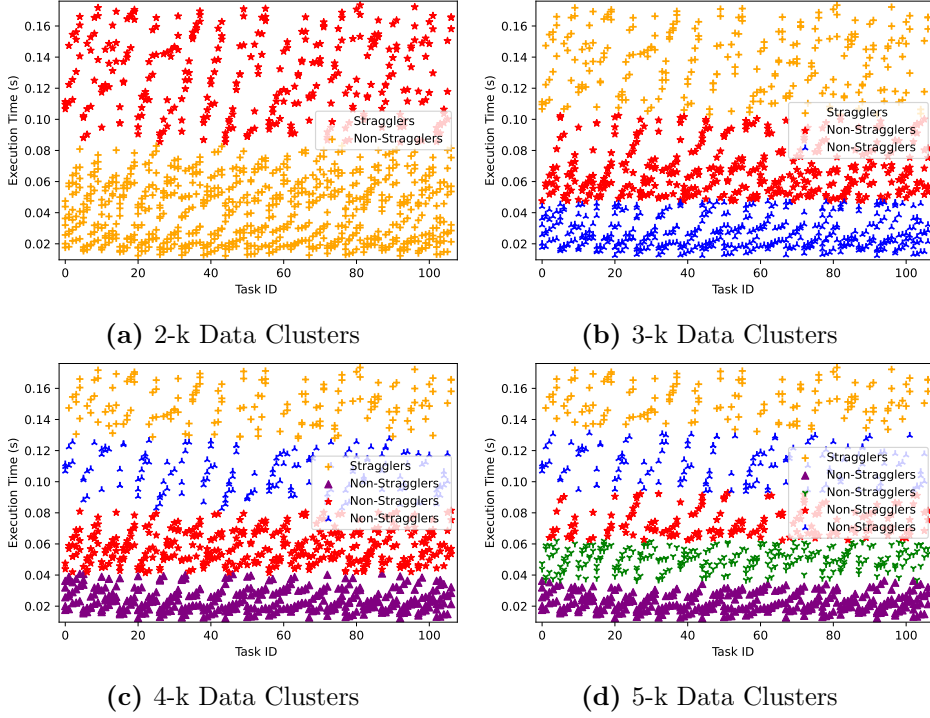 0.16
0.14
0.12
0.10
0.08
0.06
0.04
0.02
Execution Time (s)
Stragglers
Non-Stragglers
0 20 40 60 80 100
Task ID
(a) 2-k Data Clusters
0.16
0.14
0.12
0.10
0.08
0.06
0.04
0.02
Execution Time (s)
Stragglers
Non-Stragglers
Non-Stragglers
0 20 40 60 80 100
Task ID
(b) 3-k Data Clusters
0.16
0.14
0.12
0.10
0.08
0.06
0.04
0.02
Execution Time (s)
Stragglers
Non-Stragglers
Non-Stragglers
Non-Stragglers
0 20 40 60 80 100
Task ID
(c) 4-k Data Clusters
0.16
0.14
0.12
0.10
0.08
0.06
0.04
0.02
Execution Time (s)
Stragglers
Non-Stragglers
Non-Stragglers
Non-Stragglers
Non-Stragglers
0 20 40 60 80 100
Task ID
(d) 5-k Data Clusters